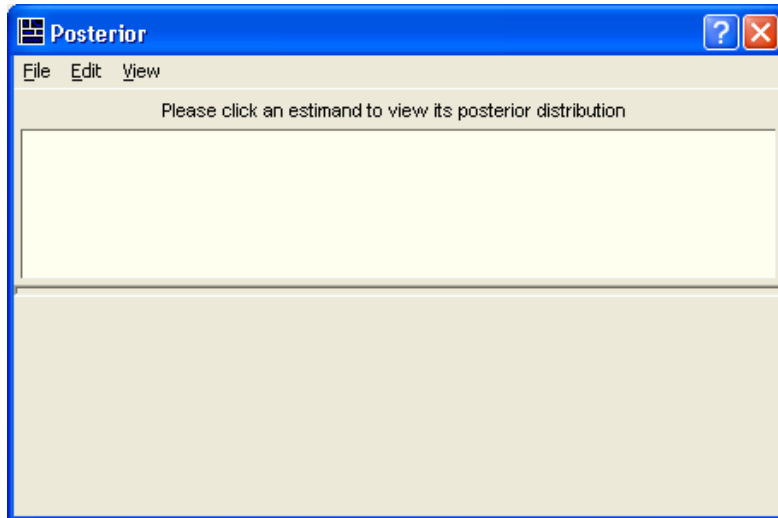 Posterior
File Edit View
Please click an estimand to view its posterior distribution